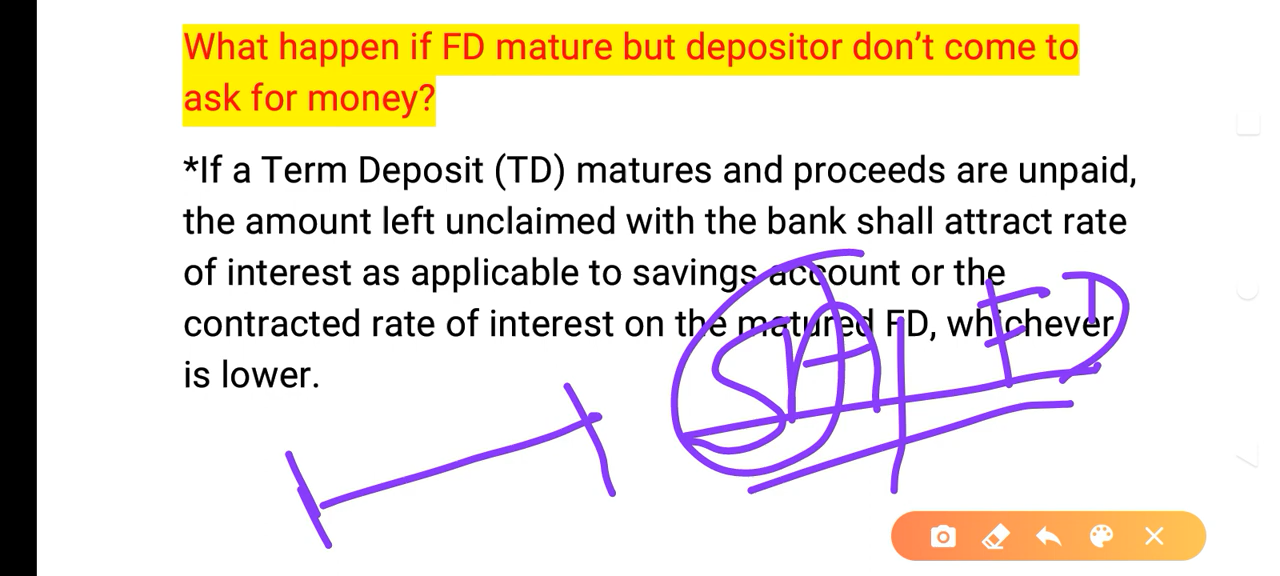 What happen if FD mature but depositor don’t come to
ask for money?
*If a Term Deposit (TD) matures and proceeds are unpaid,
the amount left unclaimed with the bank shall attract rate
of interest as applicable to savings account or the
contracted rate of interest on the matured FD, whichever
is lower.
SA | FD